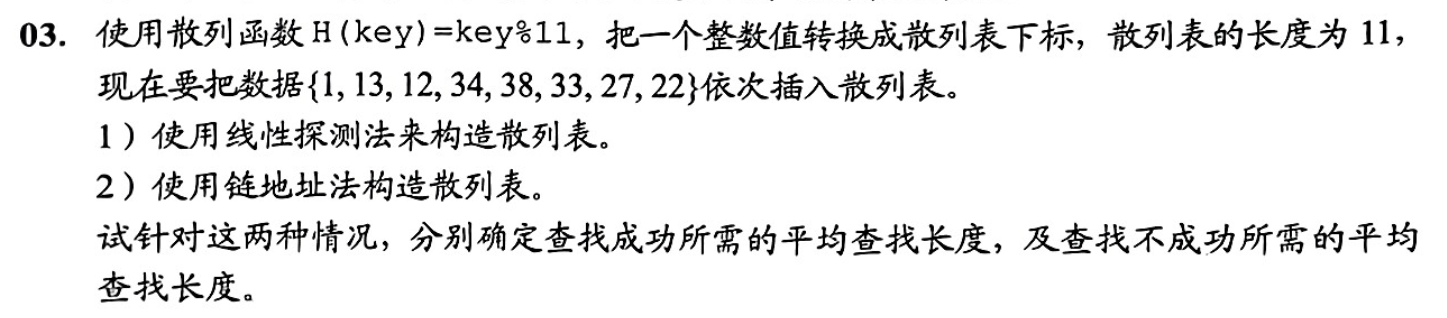 03. 使用散列函数 H(key)=key%11，把一个整数值转换成散列表下标，散列表的长度为 11，
现在要把数据{1, 13, 12, 34, 38, 33, 27, 22}依次插入散列表。
1）使用线性探测法来构造散列表。
2）使用链地址法构造散列表。
试针对这两种情况，分别确定查找成功所需的平均查找长度，及查找不成功所需的平均
查找长度。